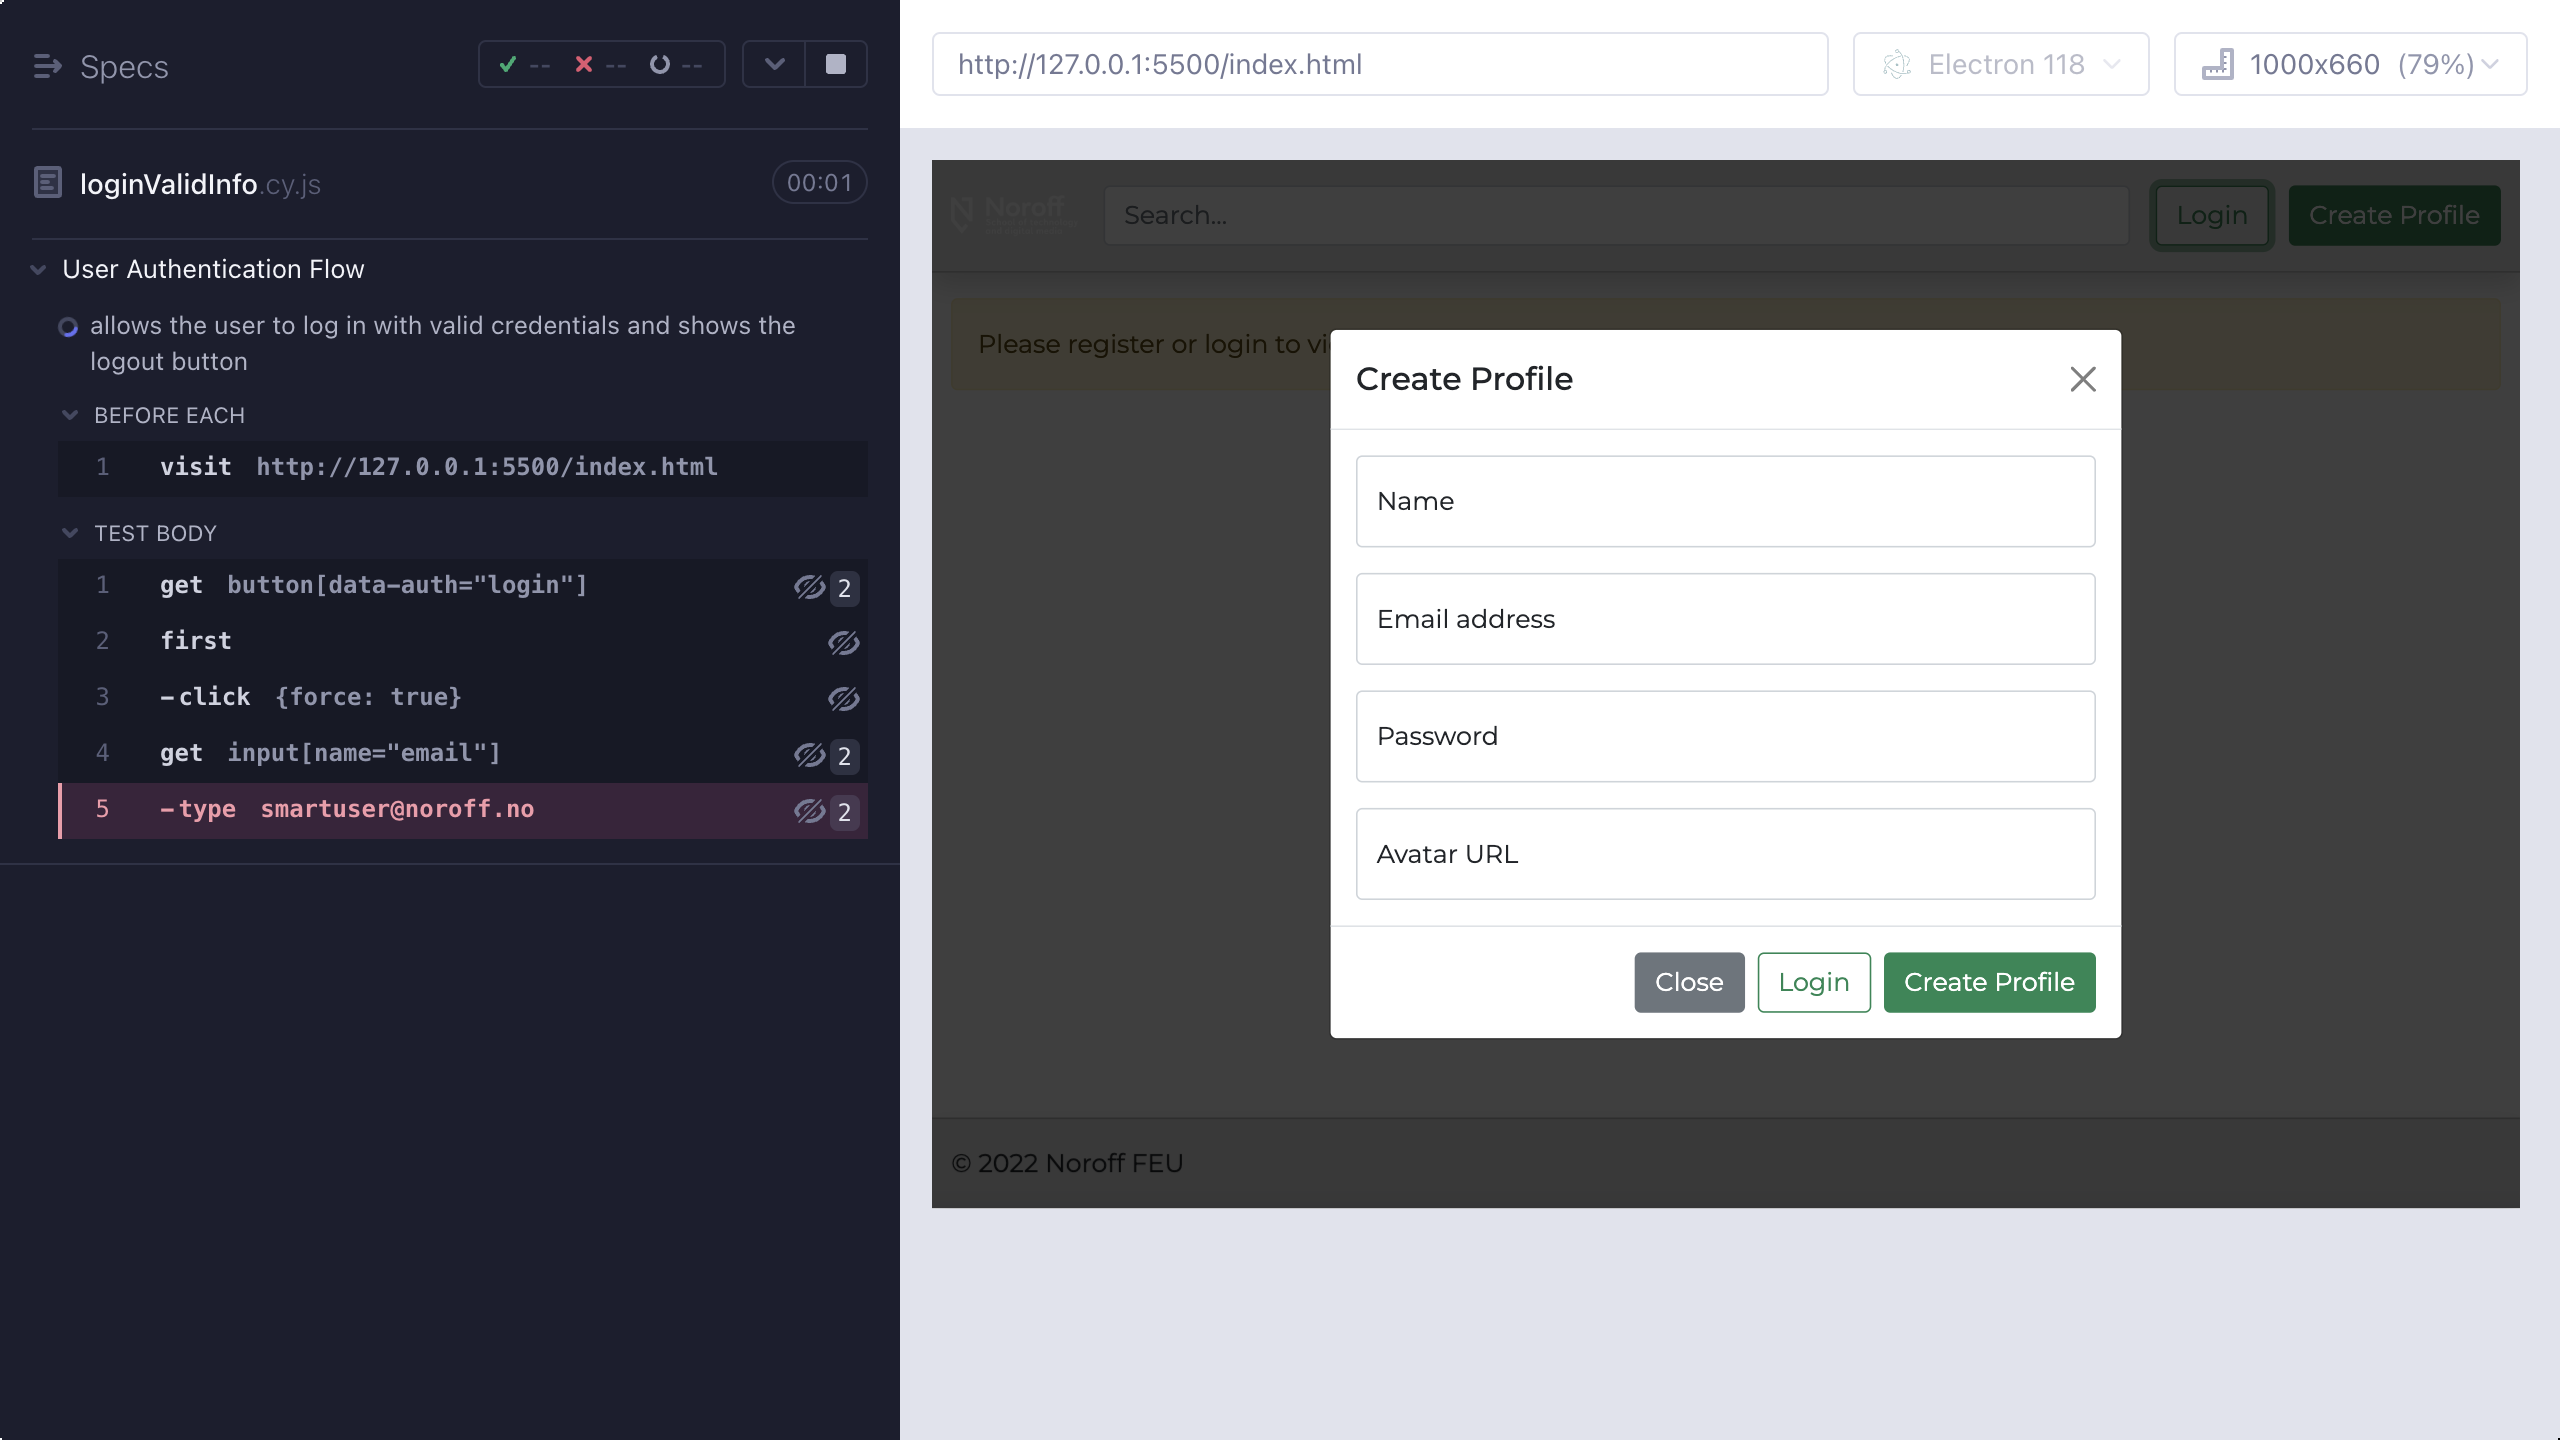 Specs
-- -- --
loginValidInfo.cy.js
00:01
User Authentication Flow
allows the user to log in with valid credentials and shows the
logout button
BEFORE EACH
1 visit http://127.0.0.1:5500/index.html
TEST BODY
1 get button[data-auth="login"] 2
2 first
3 -click {force: true}
4 get input[name="email"] 2
5 -type smartuser@noroff.no 2
http://127.0.0.1:5500/index.html
Electron 118
1000x660 (79%)
Noroff
Search...
Login
Create Profile
Please register or login to vi
Create Profile
Name
Email address
Password
Avatar URL
Close
Login
Create Profile
© 2022 Noroff FEU